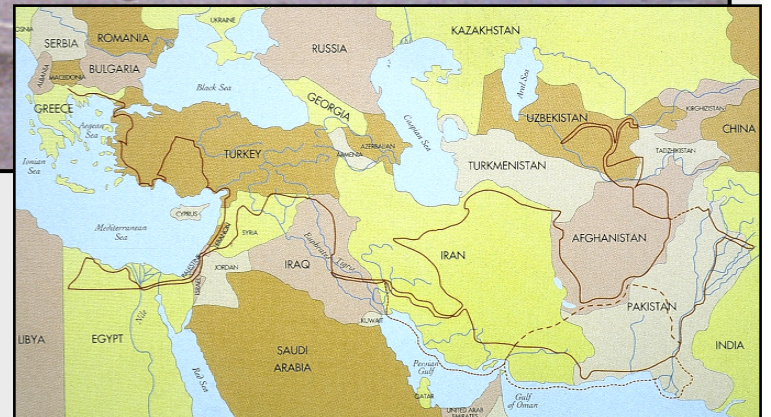 UKRAINE
KAZAKHSTAN
ROMANIA
SERBIA
RUSSIA
BULGARIA
Black Sea
Aral Sea
ALBANIA
MACEDONIA
GEORGIA
Caspian Sea
UZBEKISTAN
KIRGHIZISTAN
GREECE
Aegean
Sea
CHINA
AZERBAIJAN
ARMENIA
TADZHIKISTAN
TURKEY
TURKMENISTAN
Ionian
Sea
CYPRUS
Mediterranean
Sea
LEBANON
SYRIA
AFGHANISTAN
Euphrates
Tigris
IRAN
PALESTINE
ISRAEL
JORDAN
IRAQ
PAKISTAN
KUWAIT
Nile
LIBYA
EGYPT
INDIA
SAUDI
ARABIA
Persian
Gulf
Red Sea
QATAR
Gulf
of Oman
UNITED ARAB
EMIRATES